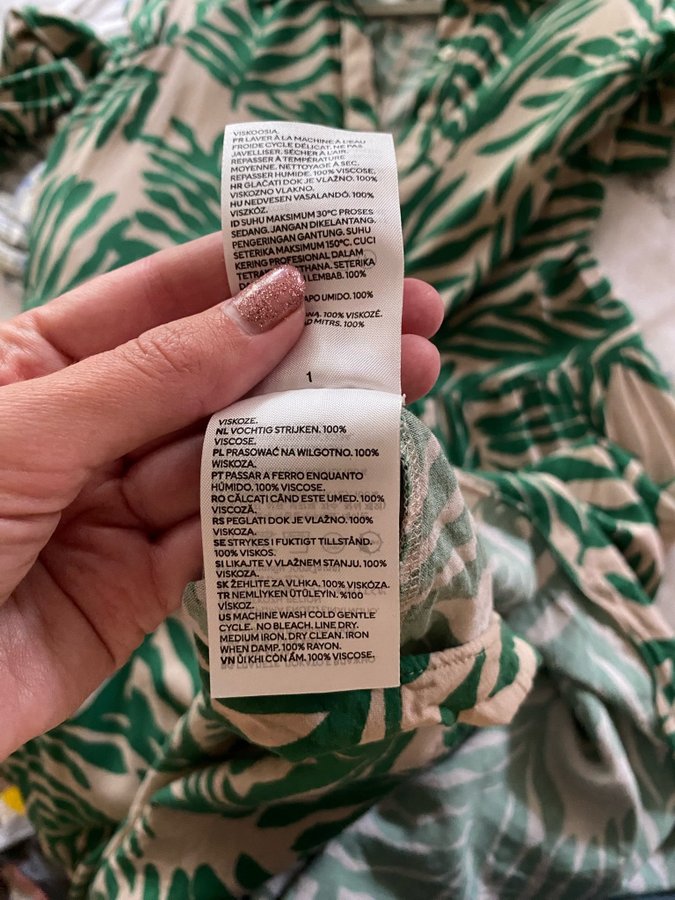 VISKOOSIA.
FR LAVER À LA MACHINE À L'EAU
FROIDE CYCLE DÉLICAT. NE PAS
JAVELLISER. SÉCHER À L'AIR.
REPASSER À TEMPÉRATURE
MOYENNE. NETTOYAGE À SEC.
REPASSER HUMIDE. 100% VISCOSE.
HR GLAČATI DOK JE VLAŽNO. 100%
VISKOZNO VLAKNO.
HU NEDVESEN VASALANDÓ. 100%
VISZKÓZ.
ID SUHU MAKSIMUM 30°C PROSES
SEDANG. JANGAN DIKELANTANG.
PENGERINGAN GANTUNG. SUHU
SETERIKA MAKSIMUM 150°C. CUCI
KERING PROFESIONAL DALAM
SETERIKA
LEMBAB. 100%
UMIDO. 100%
100% VISKOZĖ.
MITRS. 100%
1
VISKOZE.
NL VOCHTIG STRIJKEN. 100%
VISCOSE.
PL PRASOWAĆ NA WILGOTNO. 100%
WISKOZA.
PT PASSAR A FERRO ENQUANTO
HÚMIDO. 100% VISCOSE.
RO CĂLCAȚI CÂND ESTE UMED. 100%
VISCOZĂ.
RS PEGLATI DOK JE VLAŽNO. 100%
VISKOZA.
SE STRYKES I FUKTIGT TILLSTÅND.
100% VISKOS.
SI LIKAJTE V VLAŽNEM STANJU. 100%
VISKOZA.
SK ŽEHLITE ZA VLHKA. 100% VISKÓZA.
TR NEMLİYKEN ÜTÜLEYİN. %100
VİSKOZ.
US MACHINE WASH COLD GENTLE
CYCLE. NO BLEACH. LINE DRY.
MEDIUM IRON. DRY CLEAN. IRON
WHEN DAMP. 100% RAYON.
VN ỦI KHI CÒN ẨM. 100% VISCOSE.